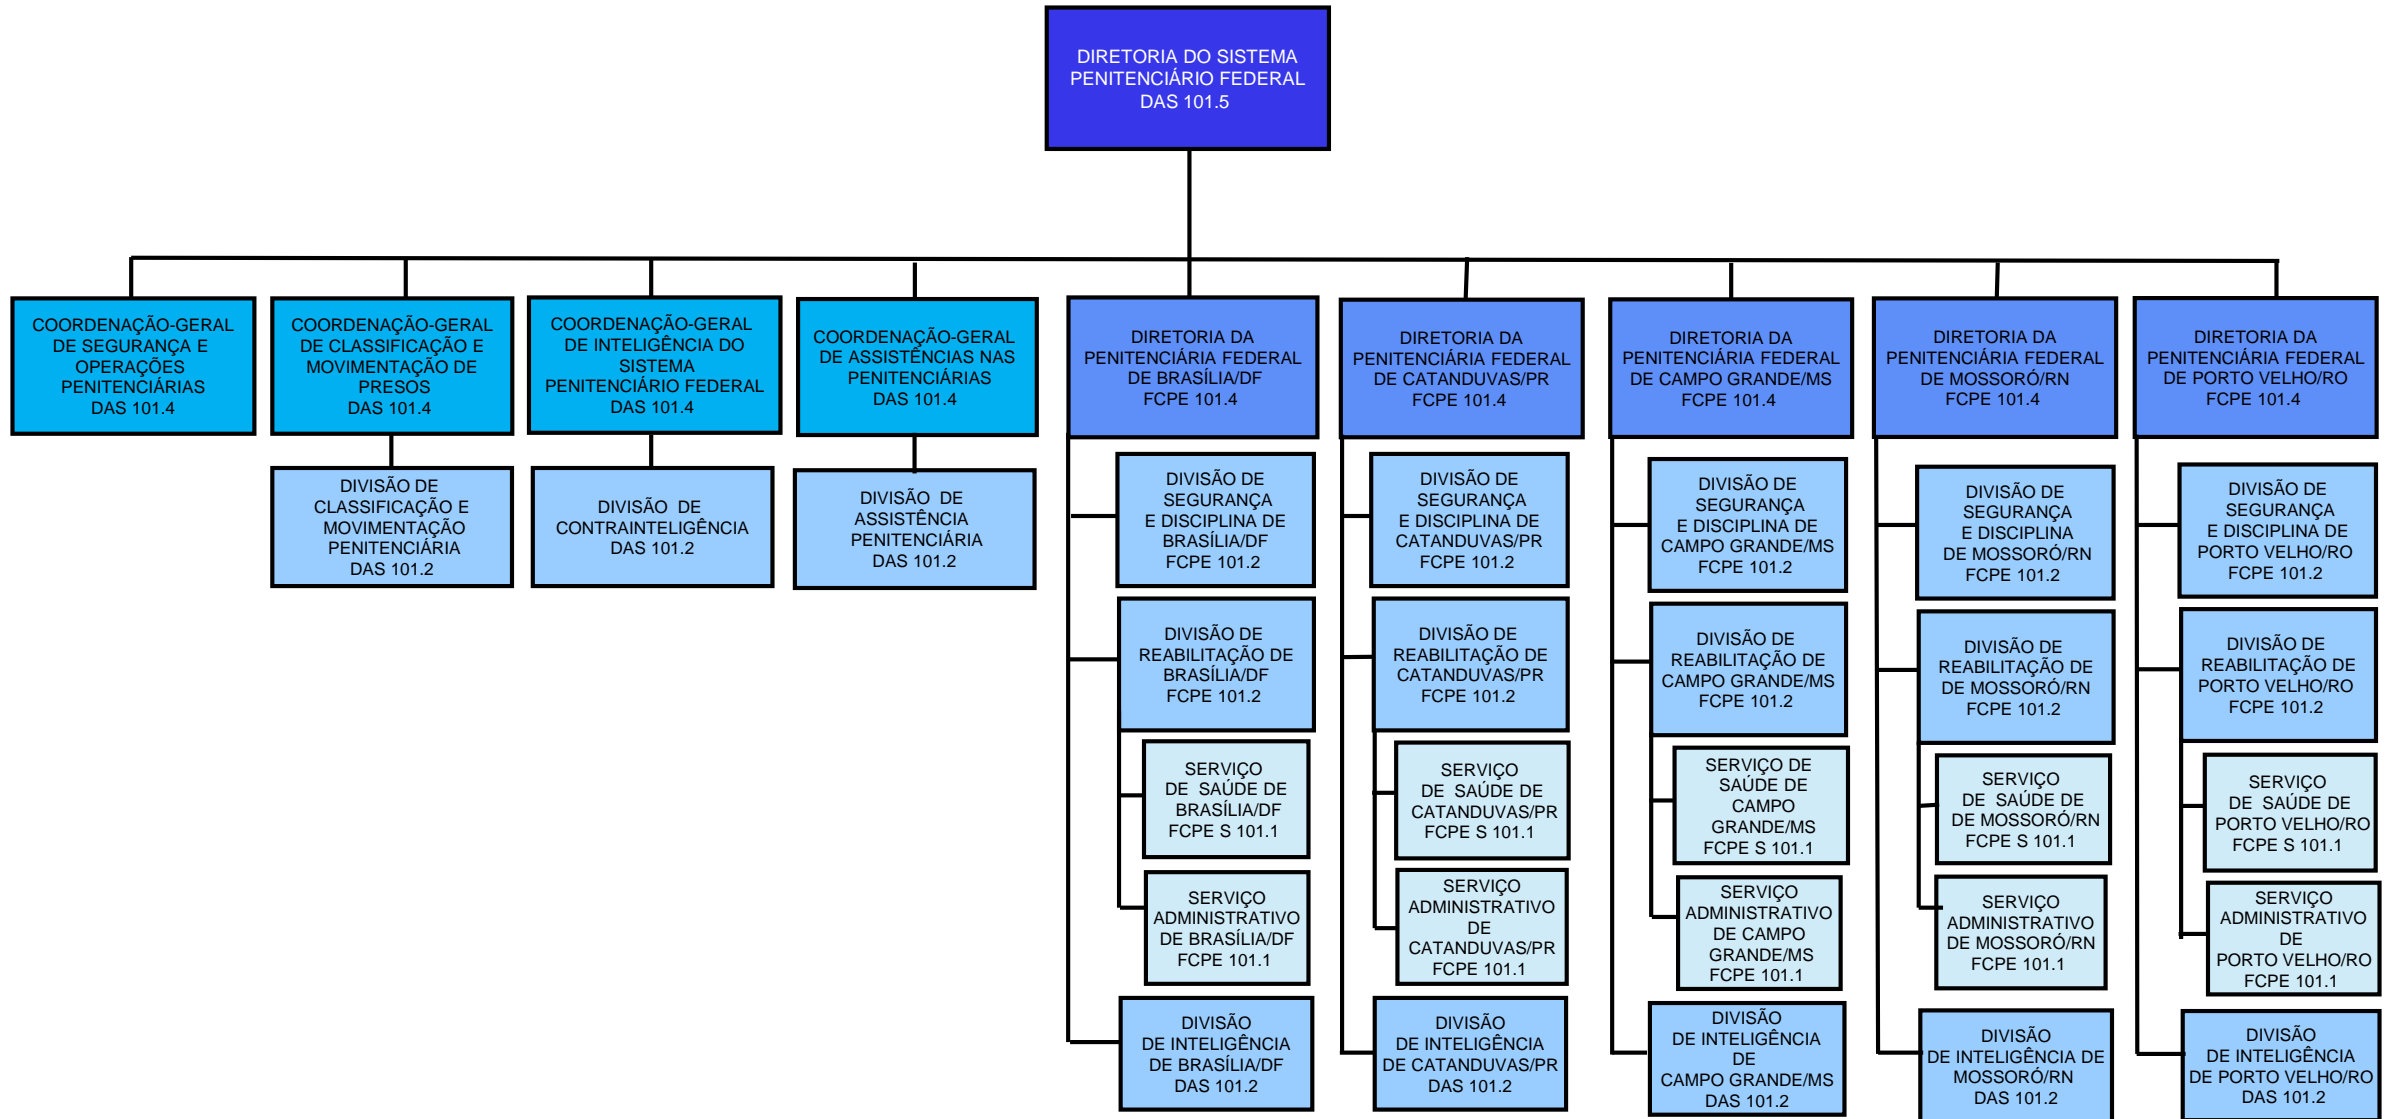 DIRETORIA DO SISTEMA
PENITENCIÁRIO FEDERAL
DAS 101.5
COORDENAÇÃO-GERAL
DE SEGURANÇA E
OPERAÇÕES
PENITENCIÁRIAS
DAS 101.4
COORDENAÇÃO-GERAL
DE CLASSIFICAÇÃO E
MOVIMENTAÇÃO DE
PRESOS
DAS 101.4
COORDENAÇÃO-GERAL
DE INTELIGÊNCIA DO
SISTEMA
PENITENCIÁRIO FEDERAL
DAS 101.4
COORDENAÇÃO-GERAL
DE ASSISTÊNCIAS NAS
PENITENCIÁRIAS
DAS 101.4
DIRETORIA DA
PENITENCIÁRIA FEDERAL
DE BRASÍLIA/DF
FCPE 101.4
DIRETORIA DA
PENITENCIÁRIA FEDERAL
DE CATANDUVAS/PR
FCPE 101.4
DIRETORIA DA
PENITENCIÁRIA FEDERAL
DE CAMPO GRANDE/MS
FCPE 101.4
DIRETORIA DA
PENITENCIÁRIA FEDERAL
DE MOSSORÓ/RN
FCPE 101.4
DIRETORIA DA
PENITENCIÁRIA FEDERAL
DE PORTO VELHO/RO
FCPE 101.4
DIVISÃO DE
CLASSIFICAÇÃO E
MOVIMENTAÇÃO
PENITENCIÁRIA
DAS 101.2
DIVISÃO DE
CONTRAINTELIGÊNCIA
DAS 101.2
DIVISÃO DE
ASSISTÊNCIA
PENITENCIÁRIA
DAS 101.2
DIVISÃO DE
SEGURANÇA
E DISCIPLINA DE
BRASÍLIA/DF
FCPE 101.2
DIVISÃO DE
SEGURANÇA
E DISCIPLINA DE
CATANDUVAS/PR
FCPE 101.2
DIVISÃO DE
SEGURANÇA
E DISCIPLINA DE
CAMPO GRANDE/MS
FCPE 101.2
DIVISÃO DE
SEGURANÇA
E DISCIPLINA
DE MOSSORÓ/RN
FCPE 101.2
DIVISÃO DE
SEGURANÇA
E DISCIPLINA DE
PORTO VELHO/RO
FCPE 101.2
DIVISÃO DE
REABILITAÇÃO DE
BRASÍLIA/DF
FCPE 101.2
DIVISÃO DE
REABILITAÇÃO DE
CATANDUVAS/PR
FCPE 101.2
DIVISÃO DE
REABILITAÇÃO DE
CAMPO GRANDE/MS
FCPE 101.2
DIVISÃO DE
REABILITAÇÃO DE
DE MOSSORÓ/RN
FCPE 101.2
DIVISÃO DE
REABILITAÇÃO DE
PORTO VELHO/RO
FCPE 101.2
SERVIÇO
DE SAÚDE DE
BRASÍLIA/DF
FCPE S 101.1
SERVIÇO
DE SAÚDE DE
CATANDUVAS/PR
FCPE S 101.1
SERVIÇO DE
SAÚDE DE
CAMPO
GRANDE/MS
FCPE S 101.1
SERVIÇO
DE SAÚDE DE
DE MOSSORÓ/RN
FCPE S 101.1
SERVIÇO
DE SAÚDE DE
PORTO VELHO/RO
FCPE S 101.1
SERVIÇO
ADMINISTRATIVO
DE BRASÍLIA/DF
FCPE 101.1
SERVIÇO
ADMINISTRATIVO
DE
CATANDUVAS/PR
FCPE 101.1
SERVIÇO
ADMINISTRATIVO
DE CAMPO
GRANDE/MS
FCPE 101.1
SERVIÇO
ADMINISTRATIVO
DE MOSSORÓ/RN
FCPE 101.1
SERVIÇO
ADMINISTRATIVO
DE
PORTO VELHO/RO
FCPE 101.1
DIVISÃO
DE INTELIGÊNCIA
DE BRASÍLIA/DF
DAS 101.2
DIVISÃO
DE INTELIGÊNCIA
DE CATANDUVAS/PR
DAS 101.2
DIVISÃO
DE INTELIGÊNCIA
DE
CAMPO GRANDE/MS
DAS 101.2
DIVISÃO
DE INTELIGÊNCIA DE
MOSSORÓ/RN
DAS 101.2
DIVISÃO
DE INTELIGÊNCIA
DE PORTO VELHO/RO
DAS 101.2